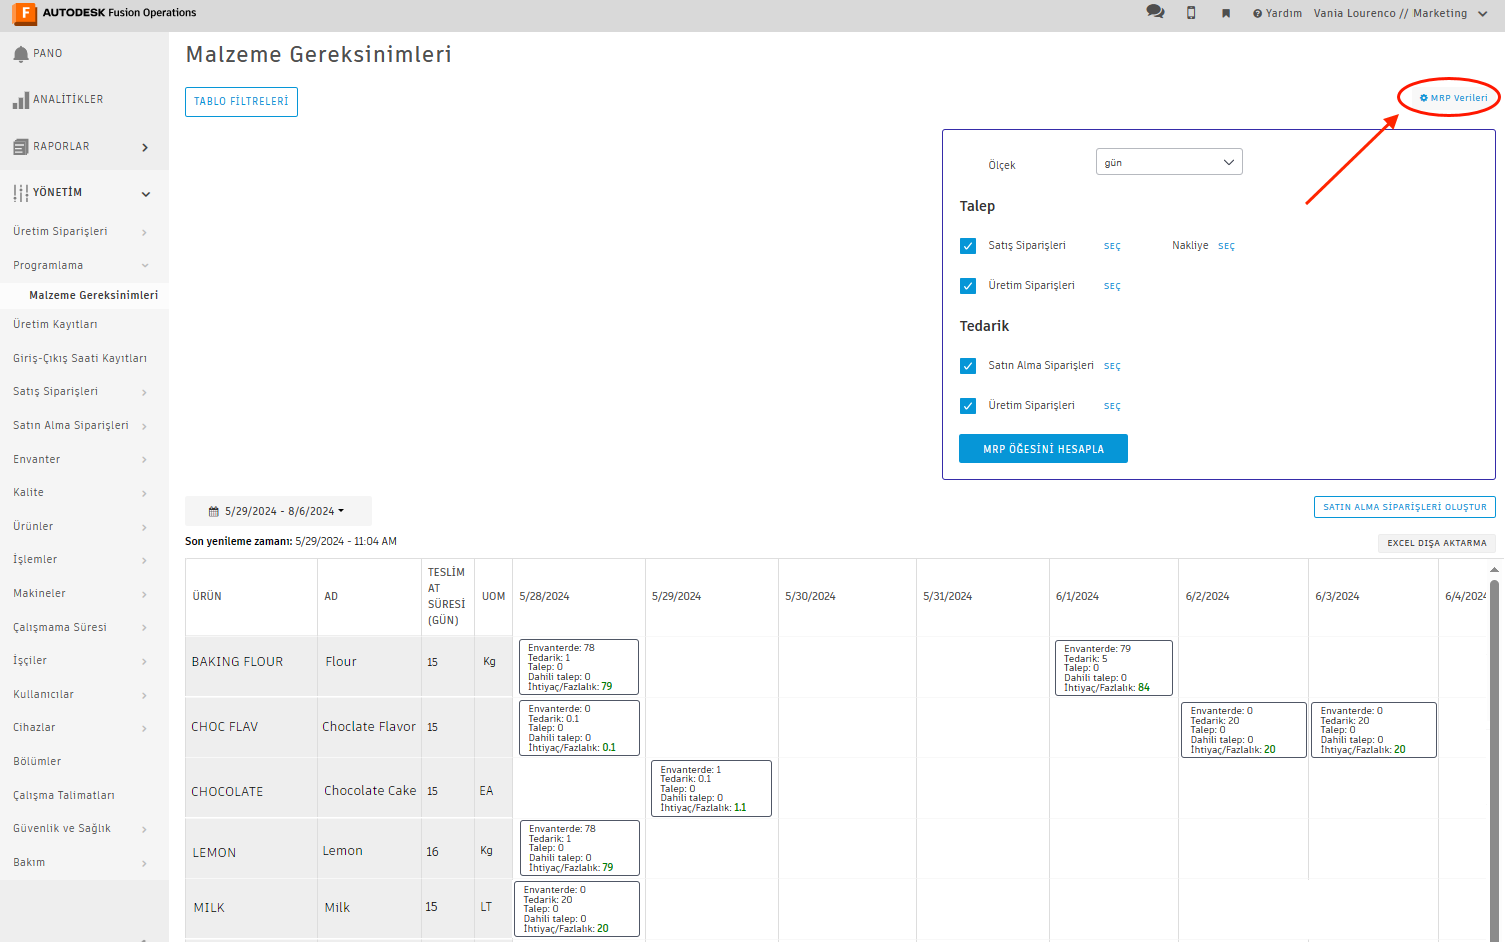 AUTODESK Fusion Operations
Yardım
Vania Lourenco // Marketing
PANO
ANALİTİKLER
RAPORLAR
YÖNETİM
Üretim Siparişleri
Programlama
Malzeme Gereksinimleri
Üretim Kayıtları
Giriş-Çıkış Saati Kayıtları
Satış Siparişleri
Satın Alma Siparişleri
Envanter
Kalite
Ürünler
İşlemler
Makineler
Çalışmama Süresi
İşçiler
Kullanıcılar
Cihazlar
Bölümler
Çalışma Talimatları
Güvenlik ve Sağlık
Bakım
Malzeme Gereksinimleri
TABLO FİLTRELERİ
MRP Verileri
Ölçek
gün
Talep
Satış Siparişleri SEÇ Nakliye SEÇ
Üretim Siparişleri SEÇ
Tedarik
Satın Alma Siparişleri SEÇ
Üretim Siparişleri SEÇ
MRP ÖĞESİNİ HESAPLA
5/29/2024 - 8/6/2024
SATIN ALMA SİPARİŞLERİ OLUŞTUR
Son yenileme zamanı: 5/29/2024 - 11:04 AM
EXCEL DIŞA AKTARMA
ÜRÜN
AD
TESLİM
AT
SÜRESİ
(GÜN)
UOM
5/28/2024
5/29/2024
5/30/2024
5/31/2024
6/1/2024
6/2/2024
6/3/2024
6/4/2024
BAKING FLOUR
Flour
15
Kg
Envanterde: 78
Tedarik: 1
Talep: 0
Dahili talep: 0
İhtiyaç/Fazlalık: 79
Envanterde: 79
Tedarik: 5
Talep: 0
Dahili talep: 0
İhtiyaç/Fazlalık: 84
CHOC FLAV
Choclate Flavor
15
Envanterde: 0
Tedarik: 0.1
Talep: 0
Dahili talep: 0
İhtiyaç/Fazlalık: 0.1
Envanterde: 0
Tedarik: 20
Talep: 0
Dahili talep: 0
İhtiyaç/Fazlalık: 20
Envanterde: 0
Tedarik: 20
Talep: 0
Dahili talep: 0
İhtiyaç/Fazlalık: 20
CHOCOLATE
Chocolate Cake
15
EA
Envanterde: 1
Tedarik: 0.1
Talep: 0
Dahili talep: 0
İhtiyaç/Fazlalık: 1.1
LEMON
Lemon
16
Kg
Envanterde: 78
Tedarik: 1
Talep: 0
Dahili talep: 0
İhtiyaç/Fazlalık: 79
MILK
Milk
15
LT
Envanterde: 0
Tedarik: 20
Talep: 0
Dahili talep: 0
İhtiyaç/Fazlalık: 20